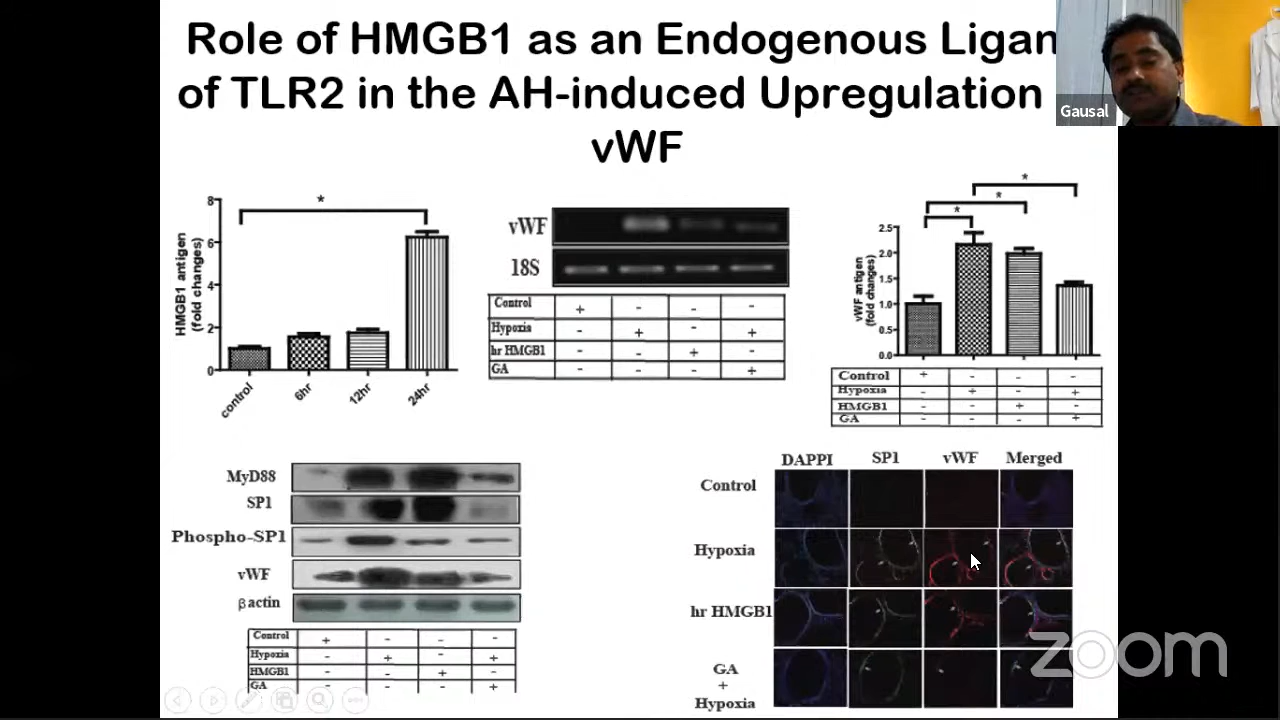 Role of HMGB1 as an Endogenous Ligan
of TLR2 in the AH-induced Upregulation
vWF
Gausal
HMGB1 antigen
(fold changes)
8
6
4
2
0
*
control
6hr
12hr
24hr
vWF
18S
Control + - - -
Hypoxia - + - +
hr HMGB1 - - + -
GA - - - +
vWF antigen
(fold changes)
2.5
2.0
1.5
1.0
0.5
0.0
*
*
*
Control + - - -
Hypoxia - + - +
HMGB1 - - + -
GA - - - +
MyD88
SP1
Phospho-SP1
vWF
β actin
Control + - - -
Hypoxia - + - +
HMGB1 - - + -
GA - - - +
DAPPI SP1 vWF Merged
Control
Hypoxia
hr HMGB1
GA
+
Hypoxia
zoom